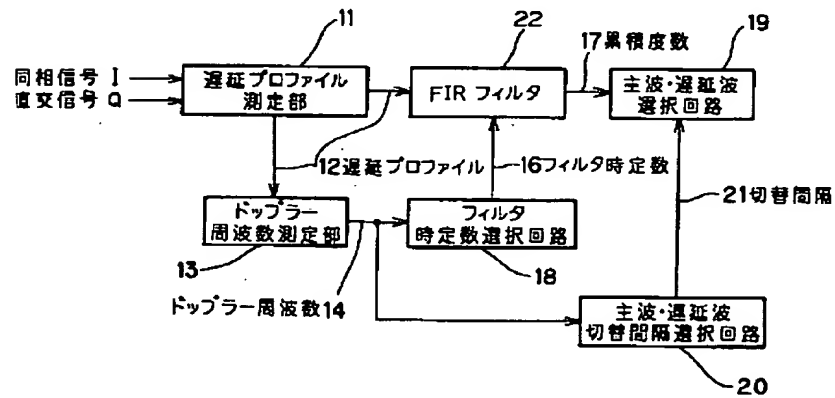 11
22
19
同相信号 I
直交信号 Q
遅延プロファイル
測定部
FIR フィルタ
17累積度数
主波・遅延波
選択回路
12遅延プロファイル
16フィルタ時定数
21切替間隔
ドップラー
周波数測定部
フィルタ
時定数選択回路
13
18
ドップラー周波数14
主波・遅延波
切替間隔選択回路
20